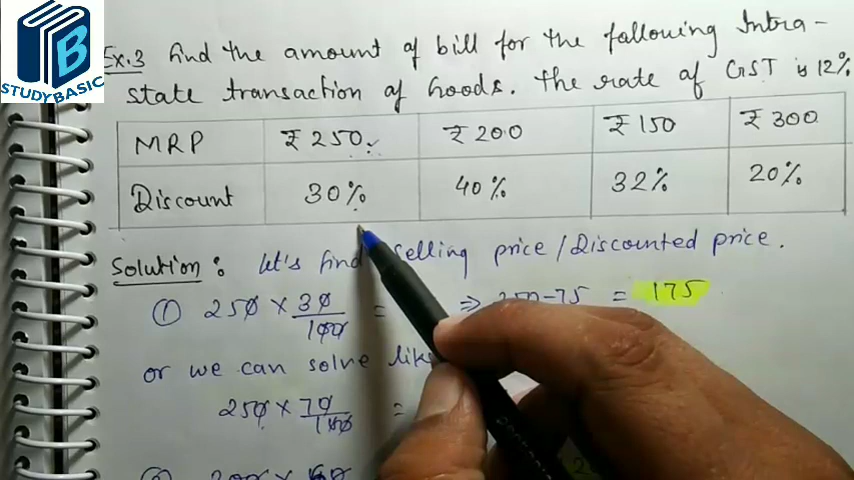 B
STUDYBASIC
Ex.3 Find the amount of bill for the following Intra-
state transaction of Goods. The rate of GST is 12%
MRP ₹250 ₹200 ₹150 ₹300
Discount 30% 40% 32% 20%
Solution: Let's find selling price/Discounted price.
① 250 × 30/100 = ⇒ 250-75 = 175
or we can solve like
250 × 70/100 =